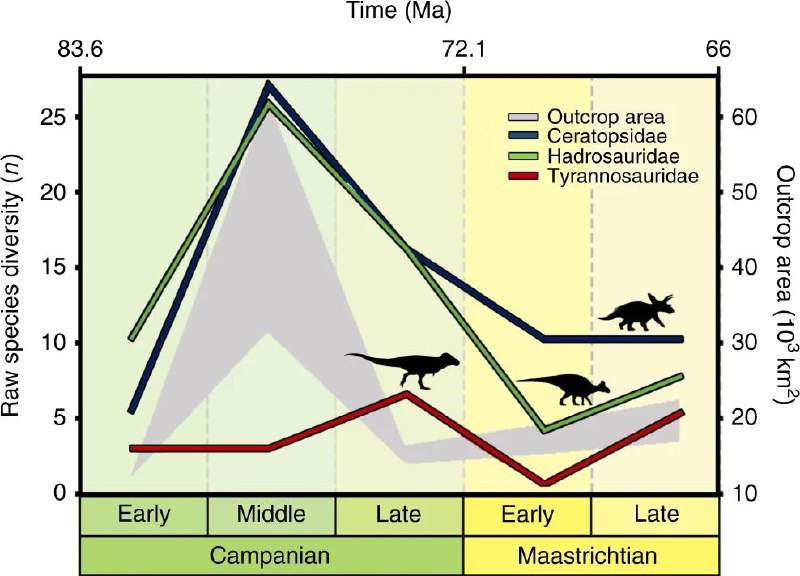 Time (Ma)
83.6 72.1 66
Raw species diversity (n)
25
20
15
10
5
0
Outcrop area
Ceratopsidae
Hadrosauridae
Tyrannosauridae
60
50
40
30
20
10
Outcrop area (10³ km²)
Early Middle Late Early Late
Campanian Maastrichtian